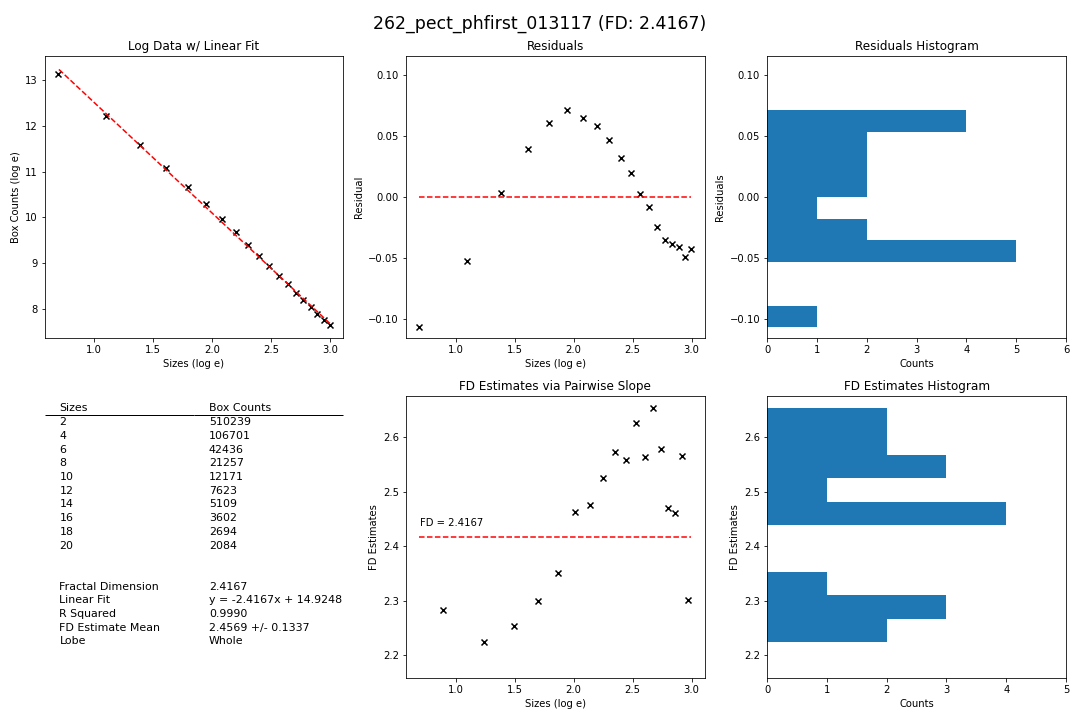 262_pect_phfirst_013117 (FD: 2.4167)
Log Data w/ Linear Fit
13
12
11
10
9
8
Box Counts (log e)
1.0 1.5 2.0 2.5 3.0
Sizes (log e)
Residuals
0.10
0.05
0.00
−0.05
−0.10
Residual
1.0 1.5 2.0 2.5 3.0
Sizes (log e)
Residuals Histogram
0.10
0.05
0.00
−0.05
−0.10
Residuals
0 1 2 3 4 5 6
Counts
Sizes Box Counts
2 510239
4 106701
6 42436
8 21257
10 12171
12 7623
14 5109
16 3602
18 2694
20 2084
Fractal Dimension 2.4167
Linear Fit y = -2.4167x + 14.9248
R Squared 0.9990
FD Estimate Mean 2.4569 +/- 0.1337
Lobe Whole
FD Estimates via Pairwise Slope
2.6
2.5
2.4
2.3
2.2
FD Estimates
FD = 2.4167
1.0 1.5 2.0 2.5 3.0
Sizes (log e)
FD Estimates Histogram
2.6
2.5
2.4
2.3
2.2
FD Estimates
0 1 2 3 4 5
Counts